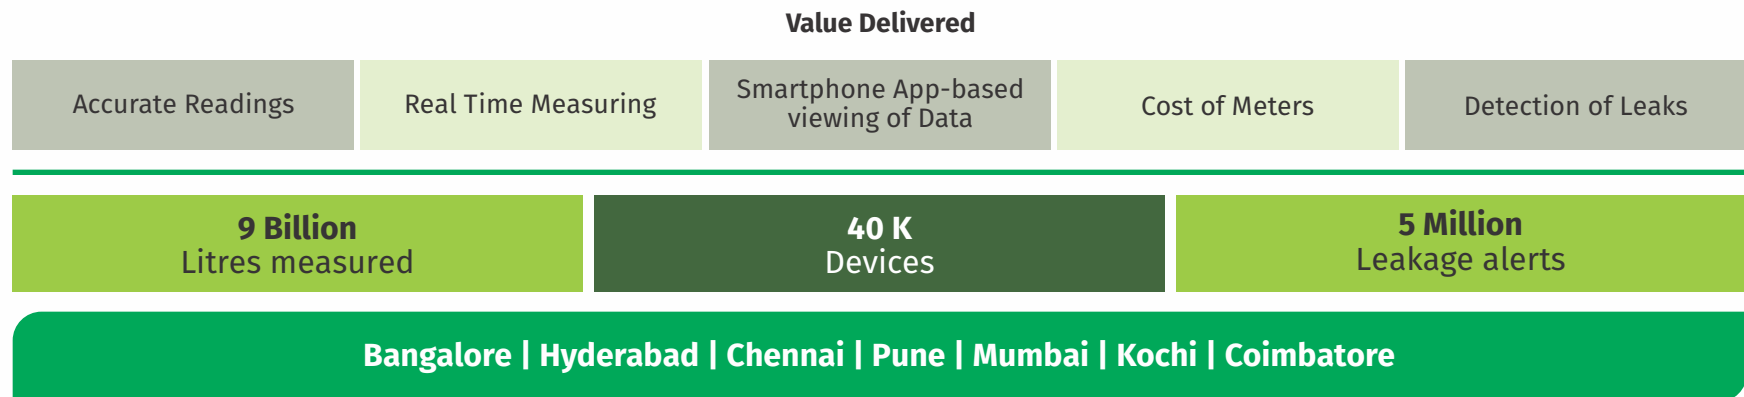 Value Delivered
Accurate Readings
Real Time Measuring
Smartphone App-based
viewing of Data
Cost of Meters
Detection of Leaks
9 Billion
Litres measured
40 K
Devices
5 Million
Leakage alerts
Bangalore | Hyderabad | Chennai | Pune | Mumbai | Kochi | Coimbatore